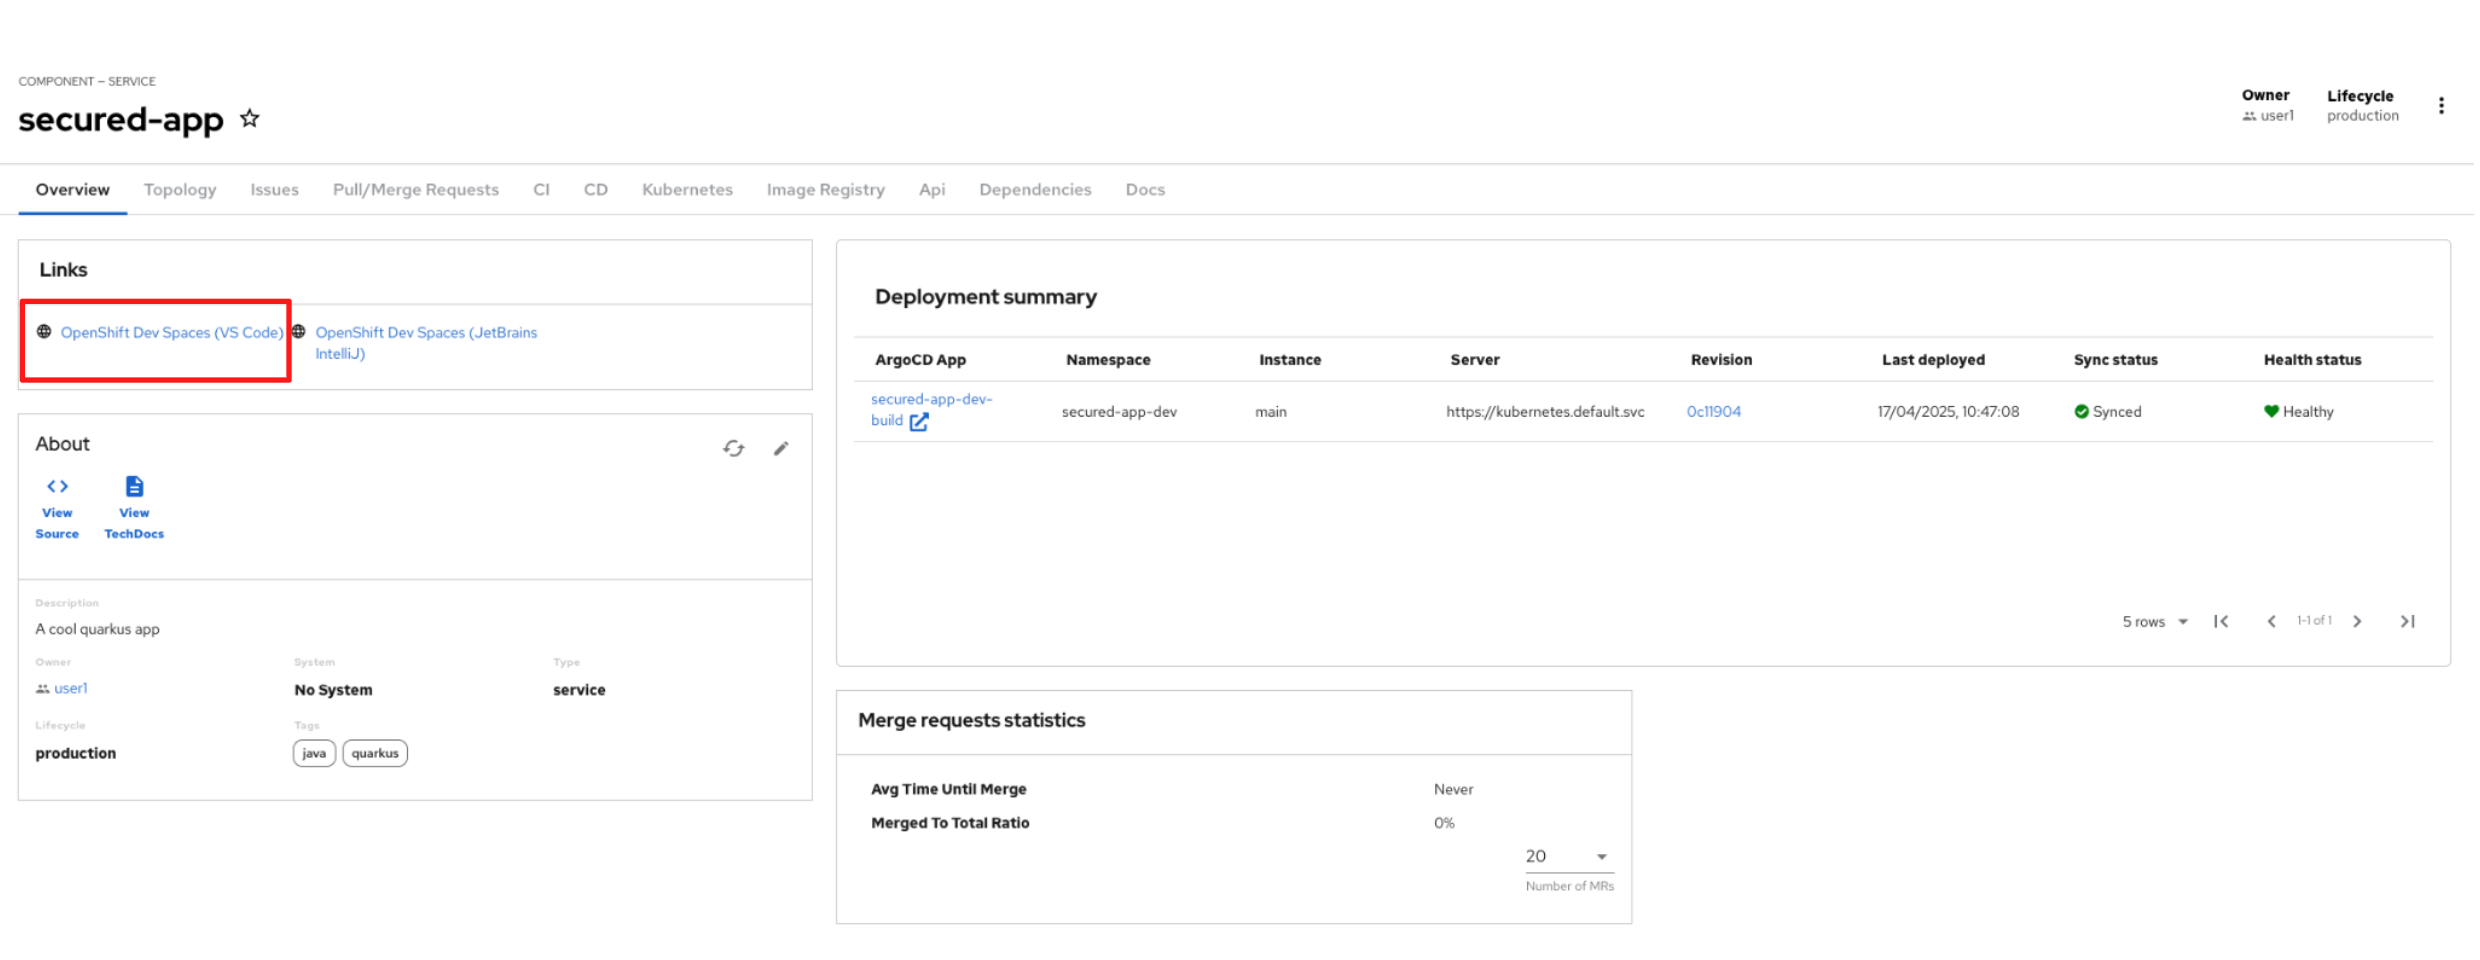 COMPONENT – SERVICE
secured-app
Owner
user1
Lifecycle
production
Overview Topology Issues Pull/Merge Requests CI CD Kubernetes Image Registry Api Dependencies Docs
Links
OpenShift Dev Spaces (VS Code)
OpenShift Dev Spaces (JetBrains
IntelliJ)
About
View
Source
View
TechDocs
Description
A cool quarkus app
Owner
user1
System
No System
Type
service
Lifecycle
production
Tags
java quarkus
Deployment summary
ArgoCD App Namespace Instance Server Revision Last deployed Sync status Health status
secured-app-dev-
build
secured-app-dev main https://kubernetes.default.svc 0c11904 17/04/2025, 10:47:08 Synced Healthy
5 rows 1-1 of 1
Merge requests statistics
Avg Time Until Merge Never
Merged To Total Ratio 0%
20
Number of MRs